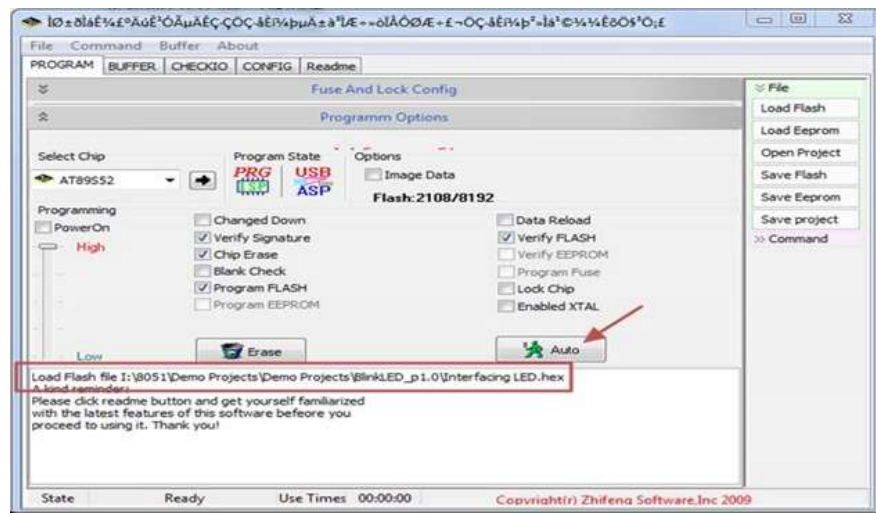 File Command Buffer About
PROGRAM BUFFER CHECKIO CONFIG Readme
Fuse And Lock Config
Programm Options
Select Chip
AT89S52
Program State
PRG
ISP
USB
ASP
Options
Image Data
Flash:2108/8192
Programming
PowerOn
High
Low
Changed Down
Verify Signature
Chip Erase
Blank Check
Program FLASH
Program EEPROM
Data Reload
Verify FLASH
Verify EEPROM
Program Fuse
Lock Chip
Enabled XTAL
Erase
Auto
Load Flash file I:\8051\Demo Projects\Demo Projects\BlinkLED_p1.0\Interfacing LED.hex
A kind reminder:
Please click readme button and get yourself familiarized
with the latest features of this software befeore you
proceed to using it. Thank you!
File
Load Flash
Load Eeprom
Open Project
Save Flash
Save Eeprom
Save project
Command
State Ready Use Times 00:00:00 Copyright(r) Zhifeng Software,Inc 2009